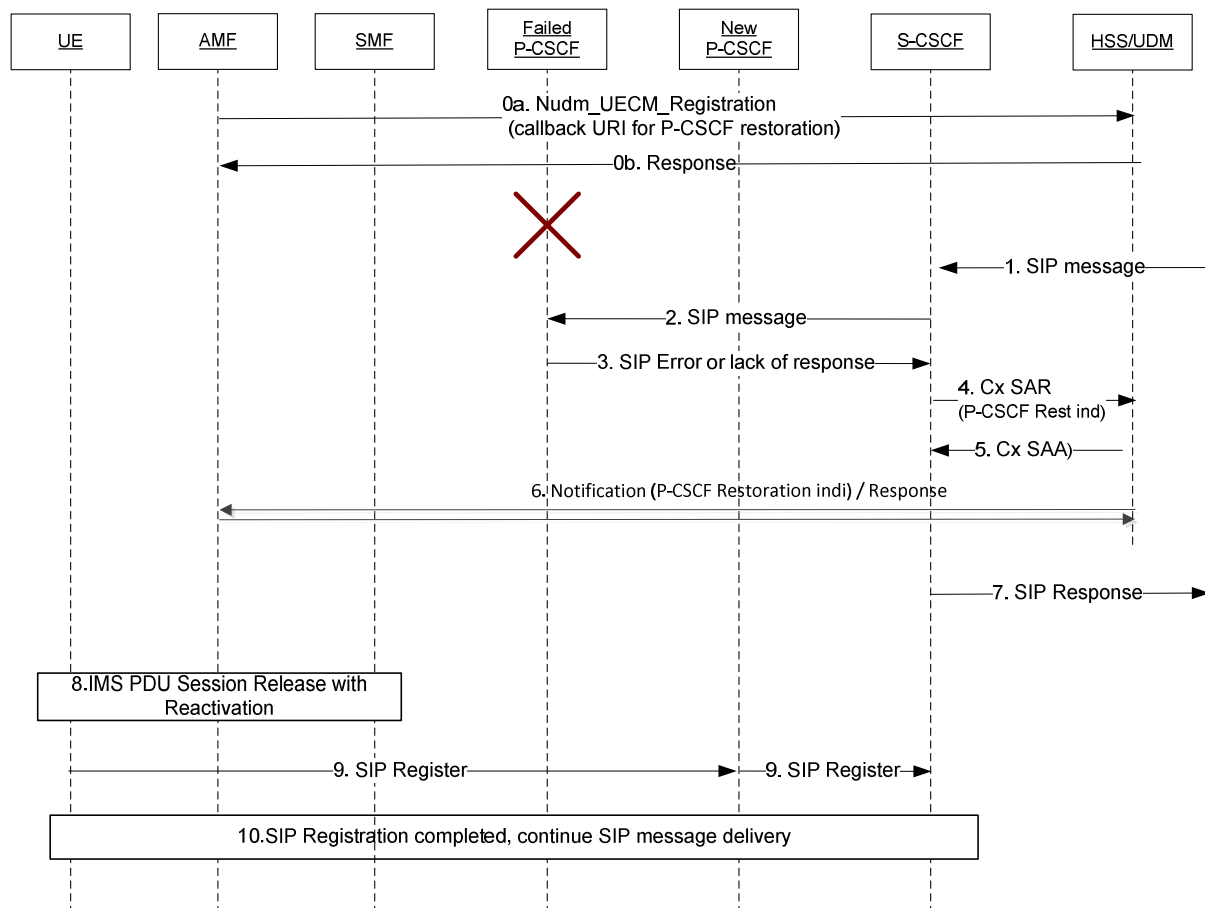 UE
AMF
SMF
Failed
P-CSCF
New
P-CSCF
S-CSCF
HSS/UDM
0a. Nudm_UECM_Registration
(callback URI for P-CSCF restoration)
0b. Response
1. SIP message
2. SIP message
3. SIP Error or lack of response
4. Cx SAR
(P-CSCF Rest ind)
5. Cx SAA)
6. Notification (P-CSCF Restoration indi) / Response
7. SIP Response
8.IMS PDU Session Release with
Reactivation
9. SIP Register
9. SIP Register
10.SIP Registration completed, continue SIP message delivery